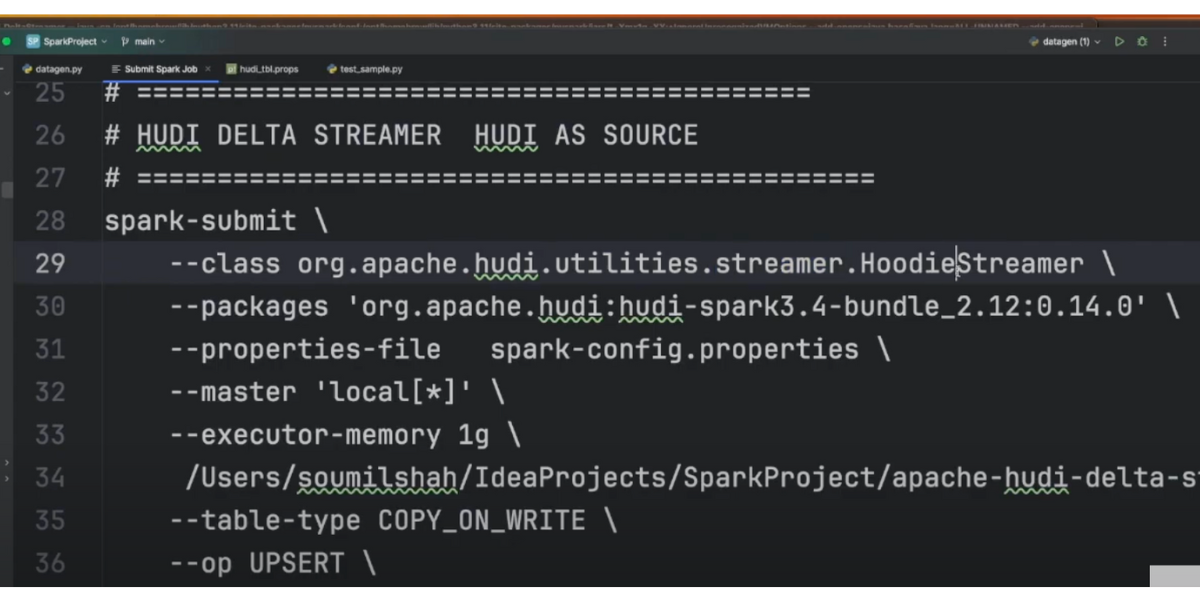 SP SparkProject main datagen (1)
datagen.py Submit Spark Job hudi_tbl.props test_sample.py
25 # ==========================================
26 # HUDI DELTA STREAMER  HUDI AS SOURCE
27 # ==============================================
28 spark-submit \
29 --class org.apache.hudi.utilities.streamer.HoodieStreamer \
30 --packages 'org.apache.hudi:hudi-spark3.4-bundle_2.12:0.14.0' \
31 --properties-file   spark-config.properties \
32 --master 'local[*]' \
33 --executor-memory 1g \
34 /Users/soumilshah/IdeaProjects/SparkProject/apache-hudi-delta-s
35 --table-type COPY_ON_WRITE \
36 --op UPSERT \